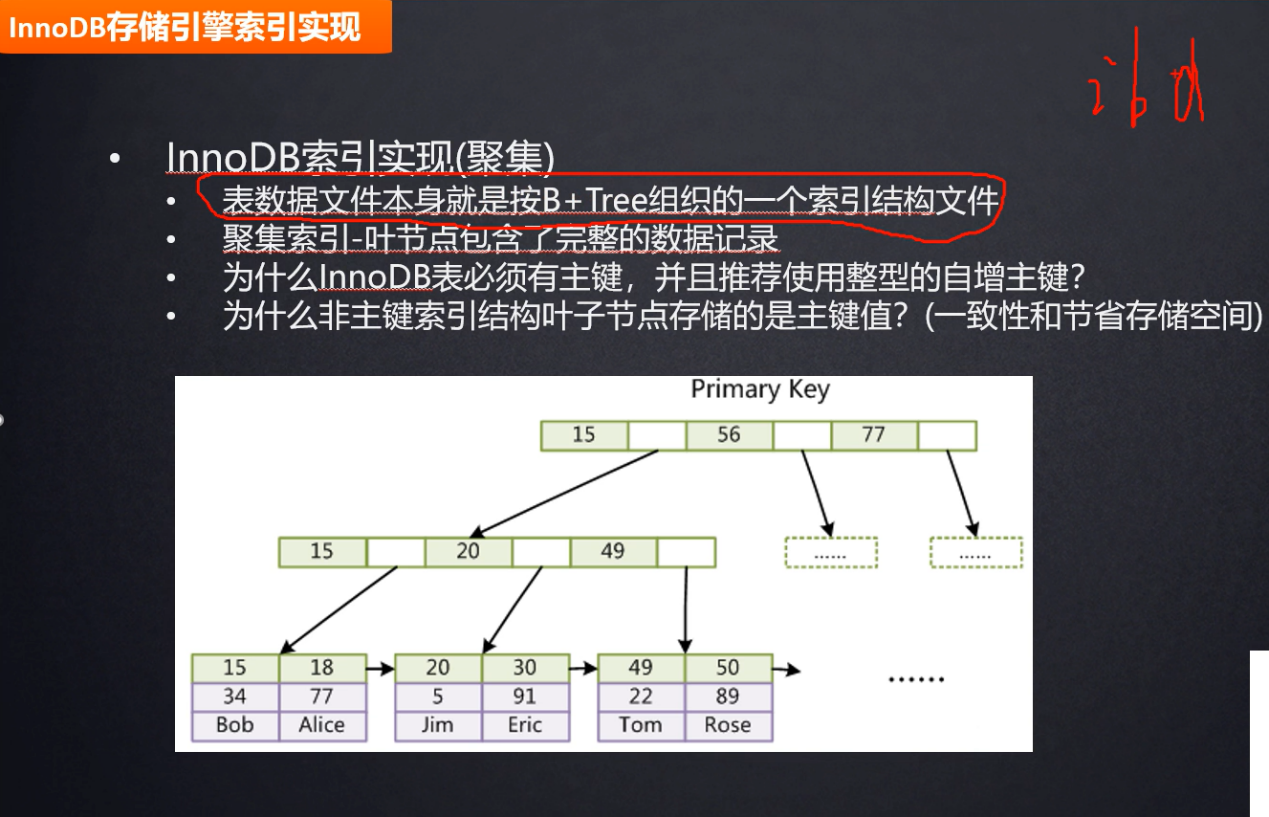 InnoDB存储引擎索引实现
ibd
InnoDB索引实现(聚集)
表数据文件本身就是按B+Tree组织的一个索引结构文件
聚集索引-叶节点包含了完整的数据记录
为什么InnoDB表必须有主键，并且推荐使用整型的自增主键？
为什么非主键索引结构叶子节点存储的是主键值？(一致性和节省存储空间)
Primary Key
15 56 77
15 20 49 ...... ......
15 18 20 30 49 50
34 77 5 91 22 89 ......
Bob Alice Jim Eric Tom Rose